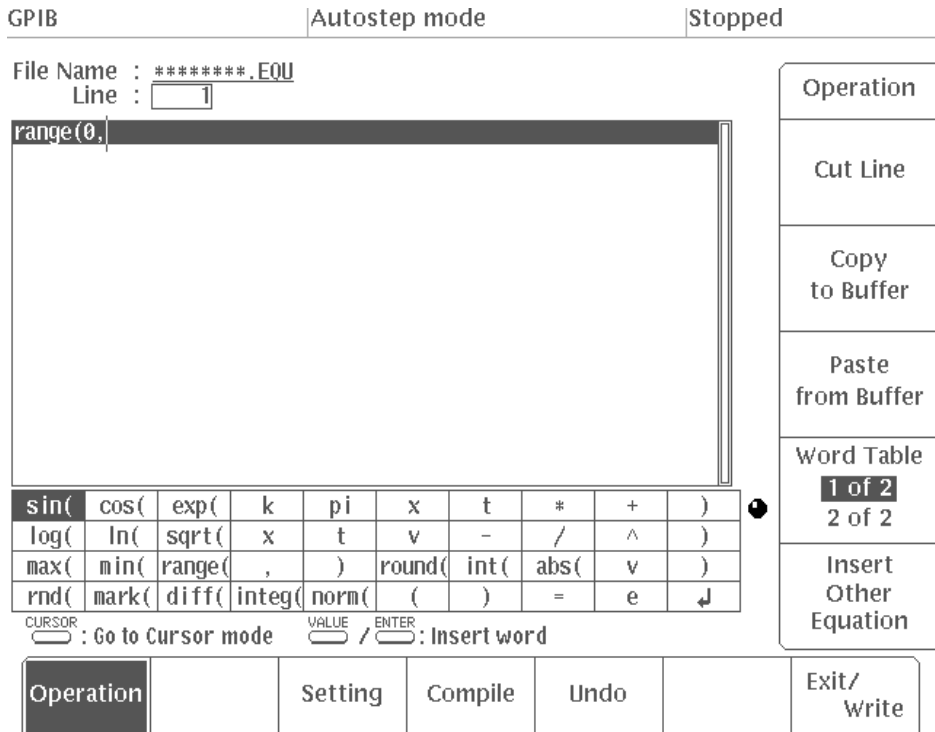 GPIB Autostep mode Stopped
File Name : ********.EQU
Line : 1
range(0,
sin( cos( exp( k pi x t * + )
log( ln( sqrt( x t v - / ^ )
max( min( range( , ) round( int( abs( v )
rnd( mark( diff( integ( norm( ( ) = e ↲
CURSOR : Go to Cursor mode VALUE / ENTER : Insert word
Operation
Cut Line
Copy
to Buffer
Paste
from Buffer
Word Table
1 of 2
2 of 2
Insert
Other
Equation
Operation Setting Compile Undo Exit/
Write